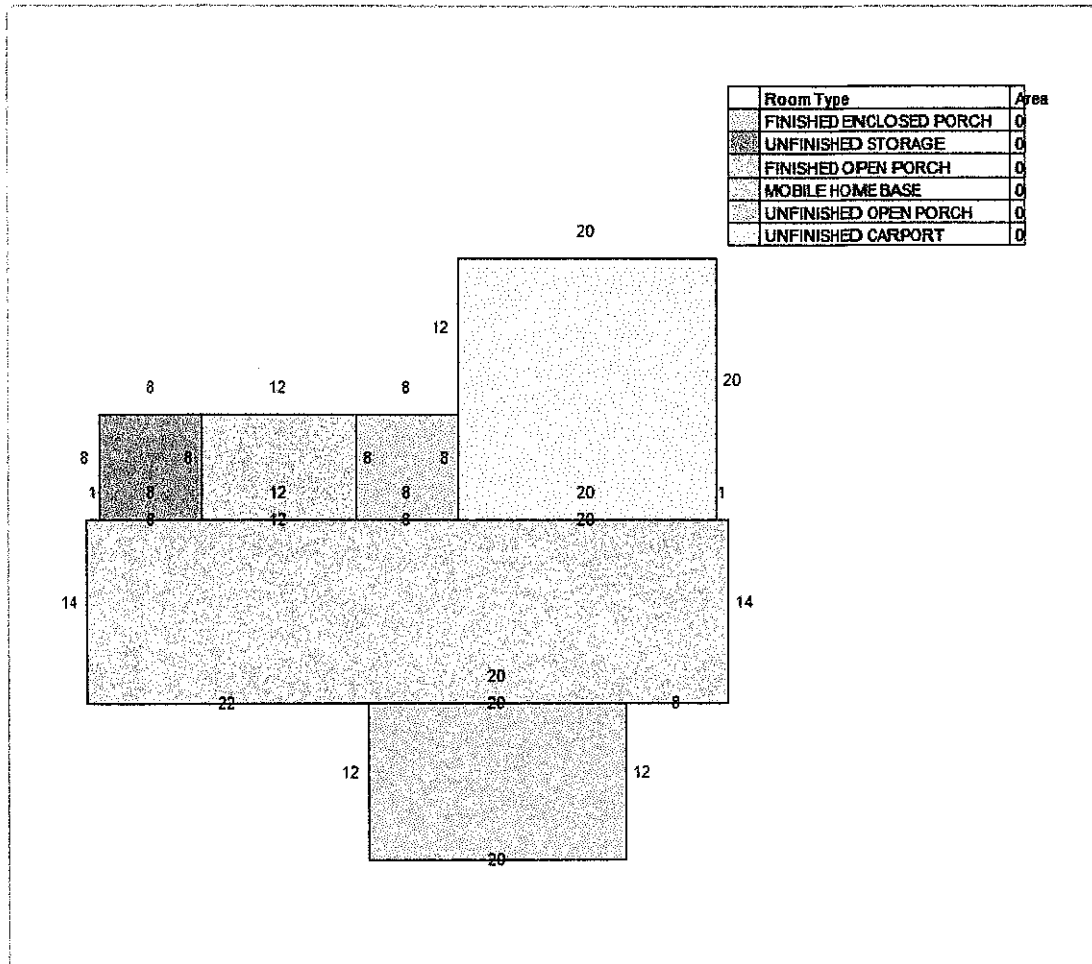 Room Type Area
FINISHED ENCLOSED PORCH 0
UNFINISHED STORAGE 0
FINISHED OPEN PORCH 0
MOBILE HOME BASE 0
UNFINISHED OPEN PORCH 0
UNFINISHED CARPORT 0
20
12
20
8 12 8
8 8 8 8
1 8 12 8 20 1
8 12 8 20
14 14
20
22 20 8
12 12
20